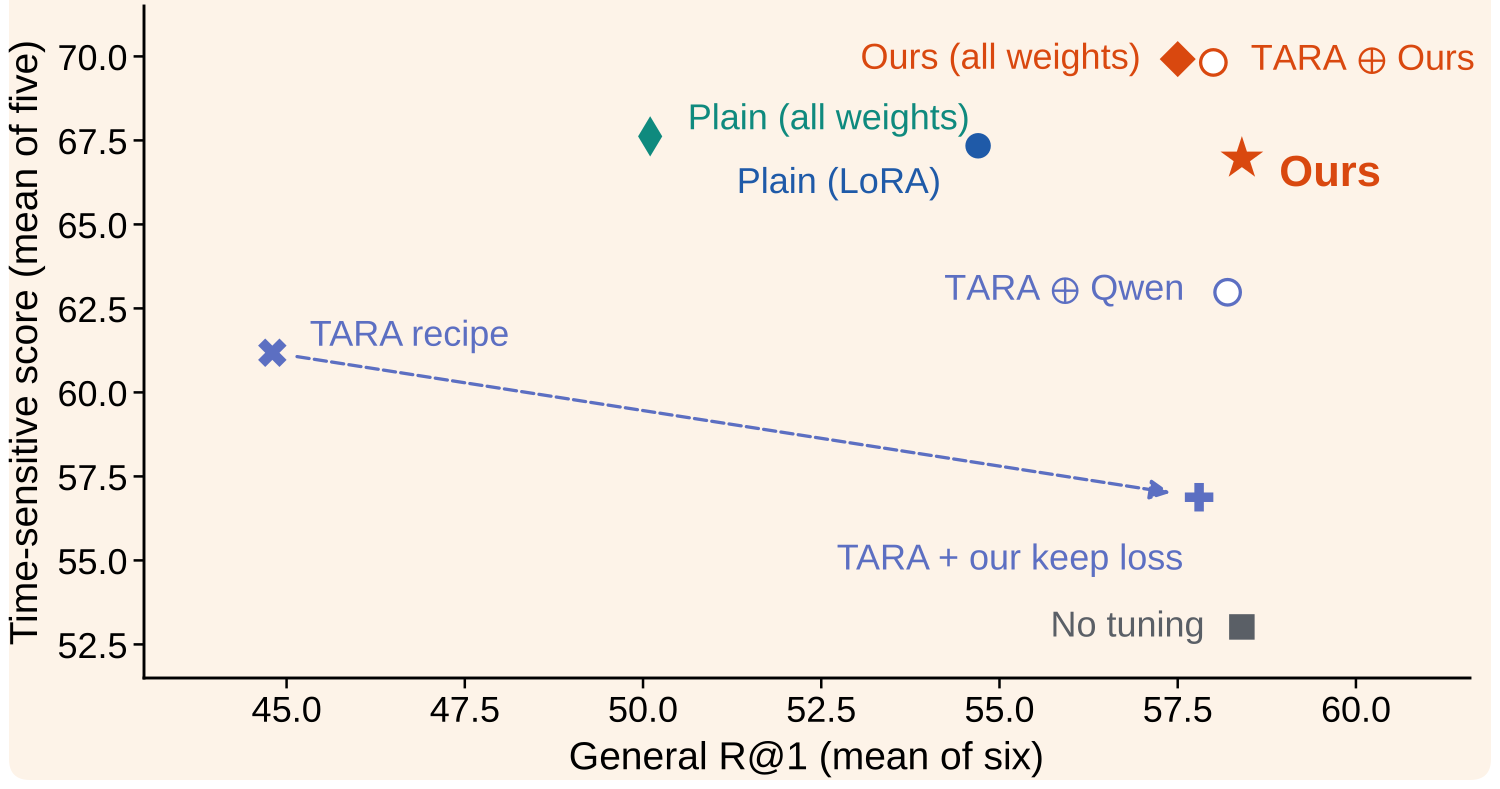 Time-sensitive score (mean of five)
70.0
67.5
65.0
62.5
60.0
57.5
55.0
52.5
Ours (all weights)
TARA ⊕ Ours
Plain (all weights)
Plain (LoRA)
Ours
TARA ⊕ Qwen
TARA recipe
TARA + our keep loss
No tuning
45.0 47.5 50.0 52.5 55.0 57.5 60.0
General R@1 (mean of six)